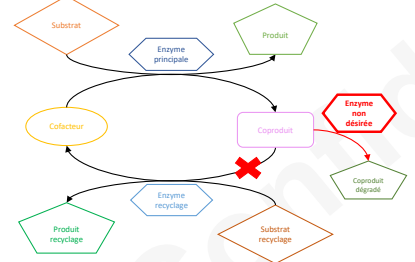 Substrat
Produit
Enzyme
principale
Cofacteur
Coproduit
Enzyme
non
désirée
Coproduit
dégradé
Enzyme
recyclage
Produit
recyclage
Substrat
recyclage